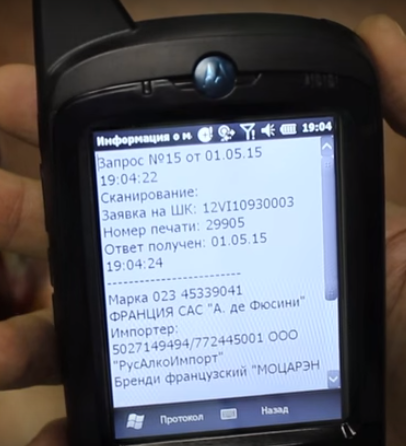 Информация о м
19:04
Запрос №15 от 01.05.15
19:04:22
Сканирование:
Заявка на ШК: 12VI10930003
Номер печати: 29905
Ответ получен: 01.05.15
19:04:24
------------------------
Марка 023 45339041
ФРАНЦИЯ САС "А. де Фюсини"
Импортер:
5027149494/772445001 ООО
"РусАлкоИмпорт"
Бренди французский "МОЦАРЭН
Протокол
Назад